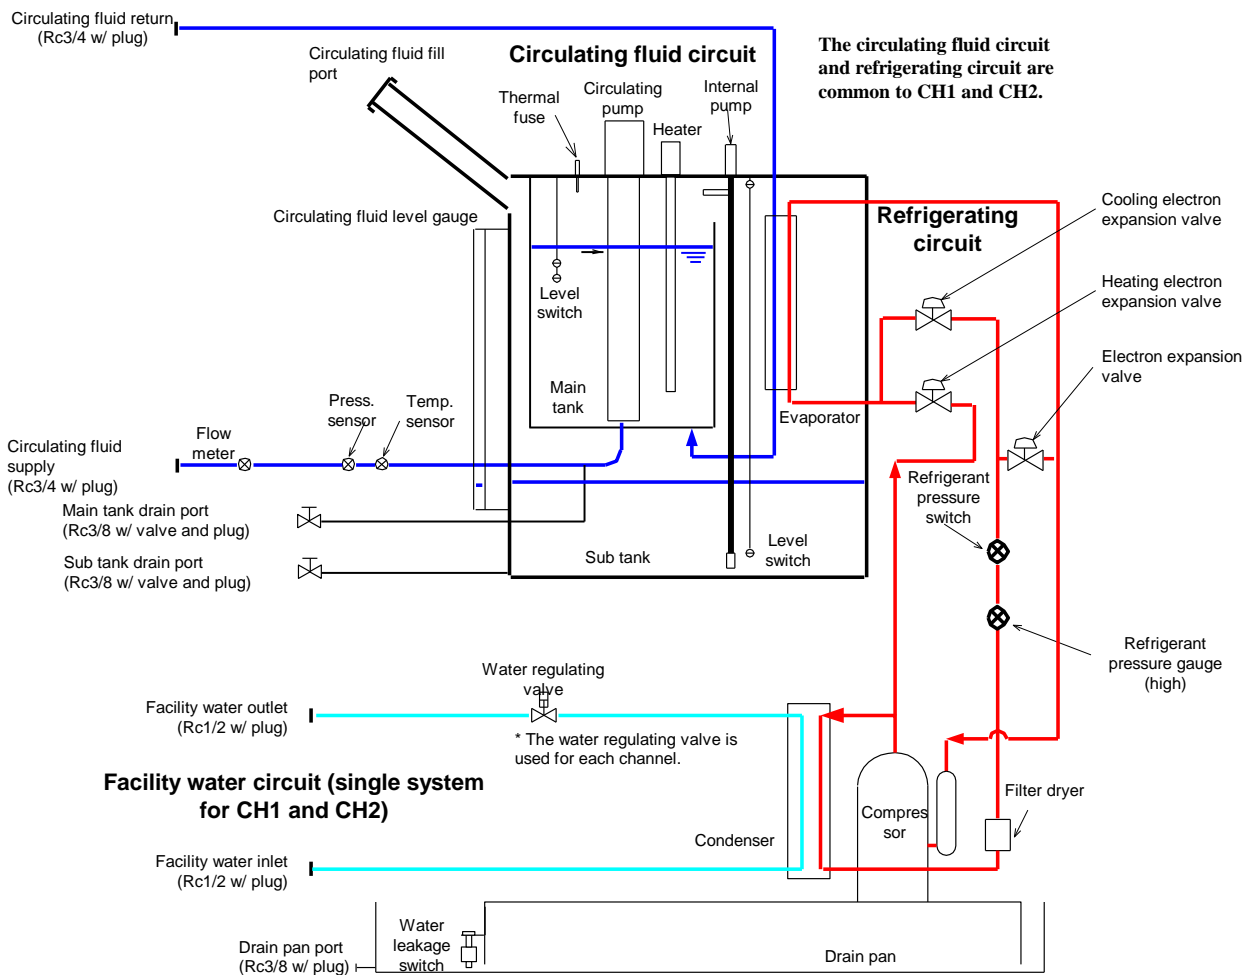 Circulating fluid return
(Rc3/4 w/ plug)
Circulating fluid fill
port
Circulating fluid circuit
The circulating fluid circuit
and refrigerating circuit are
common to CH1 and CH2.
Thermal
fuse
Circulating
pump
Heater
Internal
pump
Circulating fluid level gauge
Refrigerating
circuit
Cooling electron
expansion valve
Heating electron
expansion valve
Electron expansion
valve
Level
switch
Main
tank
Evaporator
Press.
sensor
Temp.
sensor
Flow
meter
Circulating fluid
supply
(Rc3/4 w/ plug)
Main tank drain port
(Rc3/8 w/ valve and plug)
Sub tank drain port
(Rc3/8 w/ valve and plug)
Sub tank
Level
switch
Refrigerant
pressure
switch
Refrigerant
pressure gauge
(high)
Water regulating
valve
Facility water outlet
(Rc1/2 w/ plug)
* The water regulating valve is
used for each channel.
Facility water circuit (single system
for CH1 and CH2)
Facility water inlet
(Rc1/2 w/ plug)
Condenser
Compres
sor
Filter dryer
Water
leakage
switch
Drain pan port
(Rc3/8 w/ plug)
Drain pan